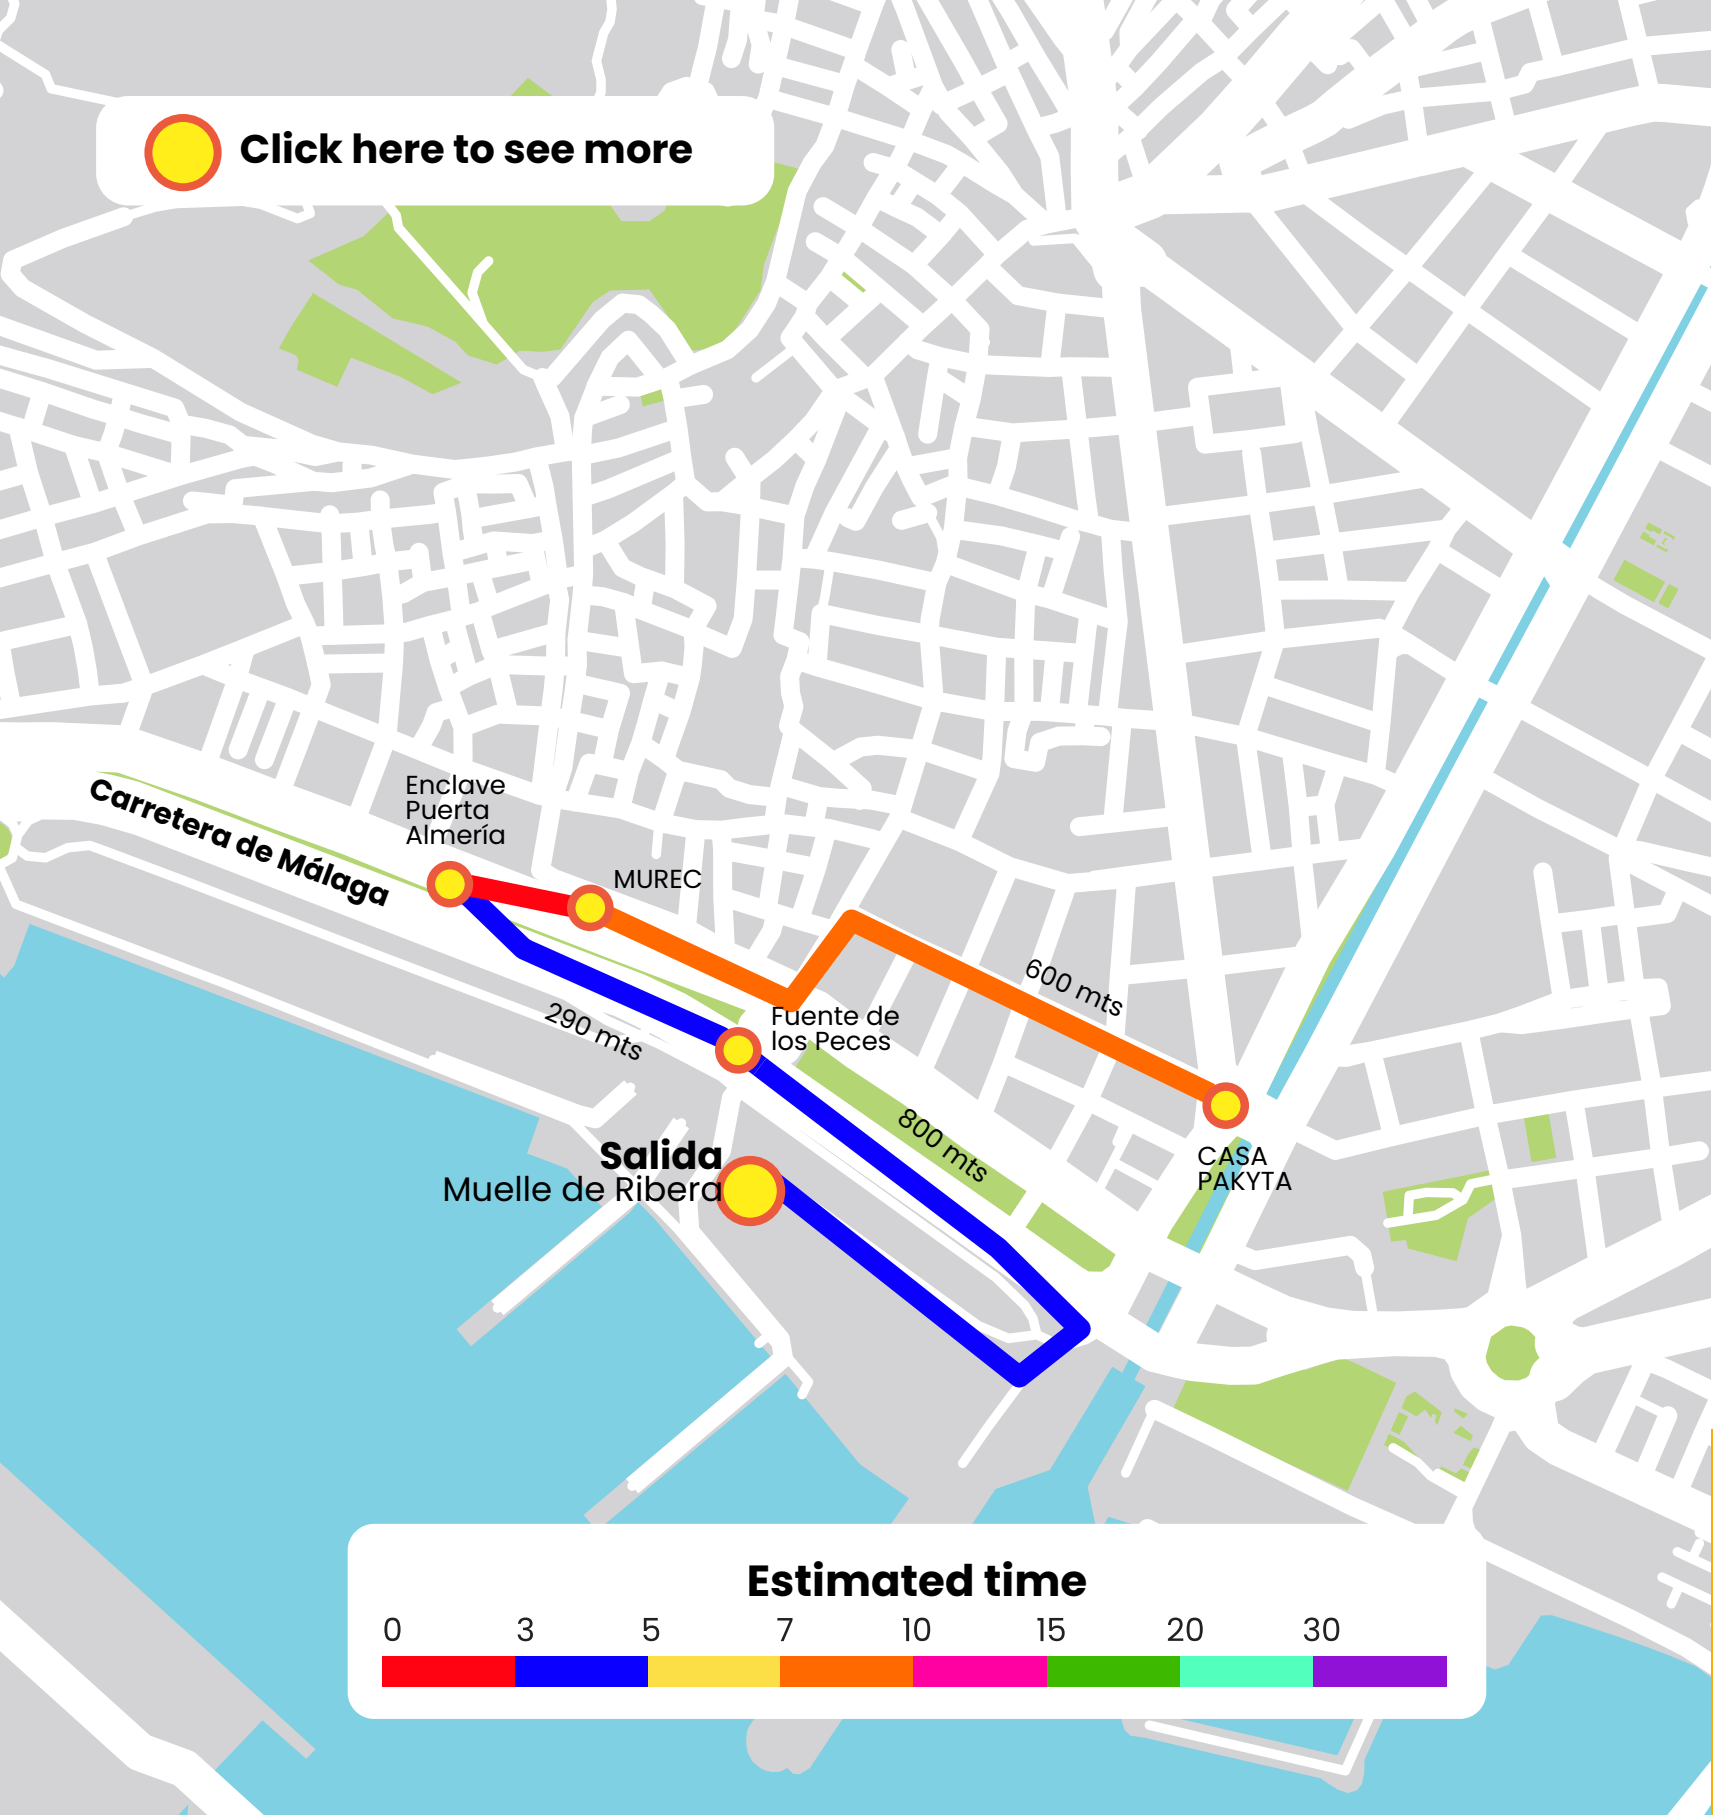 Click here to see more
Carretera de Málaga
Enclave
Puerta
Almería
MUREC
600 mts
290 mts
Fuente de
los Peces
800 mts
Salida
Muelle de Ribera
CASA
PAKYTA
Estimated time
0 3 5 7 10 15 20 30